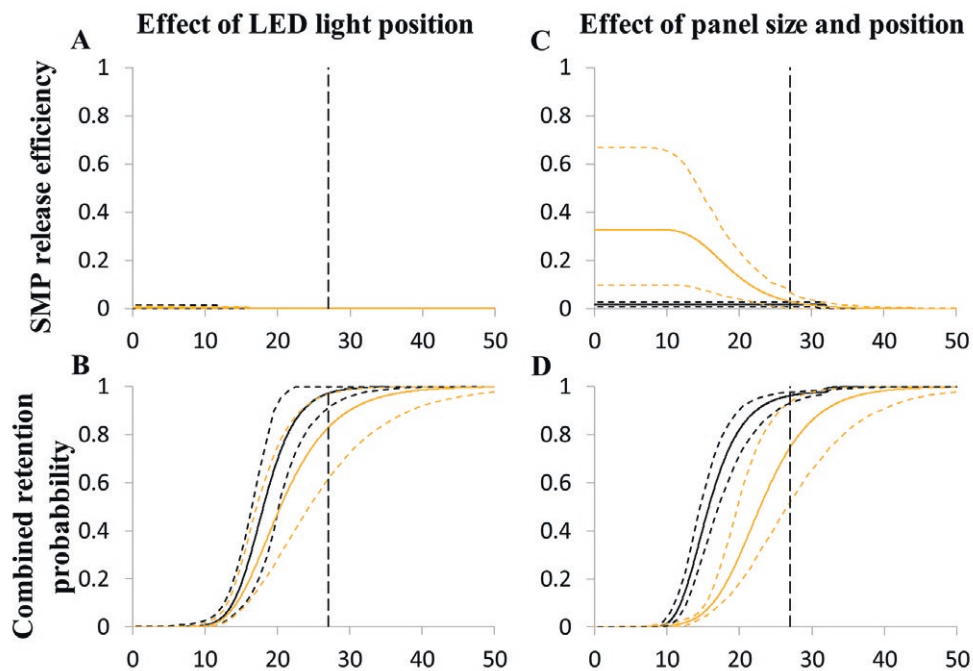 Effect of LED light position
Effect of panel size and position
A
C
SMP release efficiency
1
0.8
0.6
0.4
0.2
0
0 10 20 30 40 50
1
0.8
0.6
0.4
0.2
0
0 10 20 30 40 50
B
D
Combined retention
probabbility
1
0.8
0.6
0.4
0.2
0
0 10 20 30 40 50
1
0.8
0.6
0.4
0.2
0
0 10 20 30 40 50